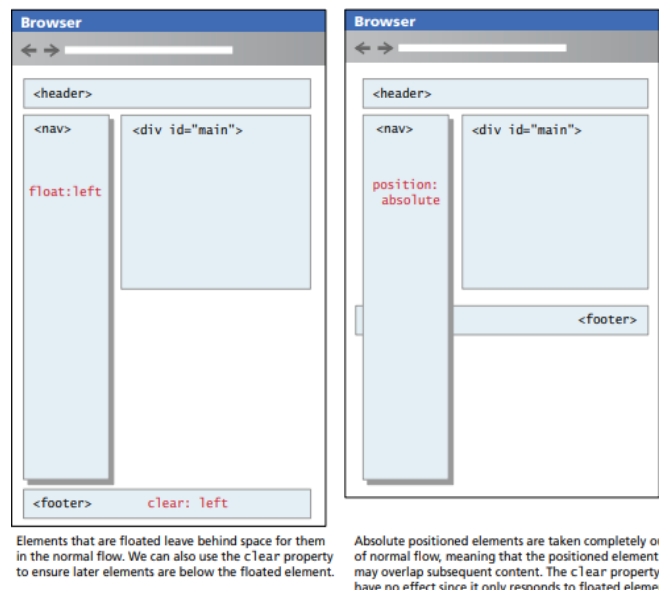 Browser
<header>
<nav>
<div id="main">
float:left
<footer>
clear: left
Elements that are floated leave behind space for them
in the normal flow. We can also use the clear property
to ensure later elements are below the floated element.
Browser
<header>
<nav>
<div id="main">
position:
absolute
<footer>
Absolute positioned elements are taken completely
of normal flow, meaning that the positioned element
may overlap subsequent content. The clear property
have no effect since it only responds to floated